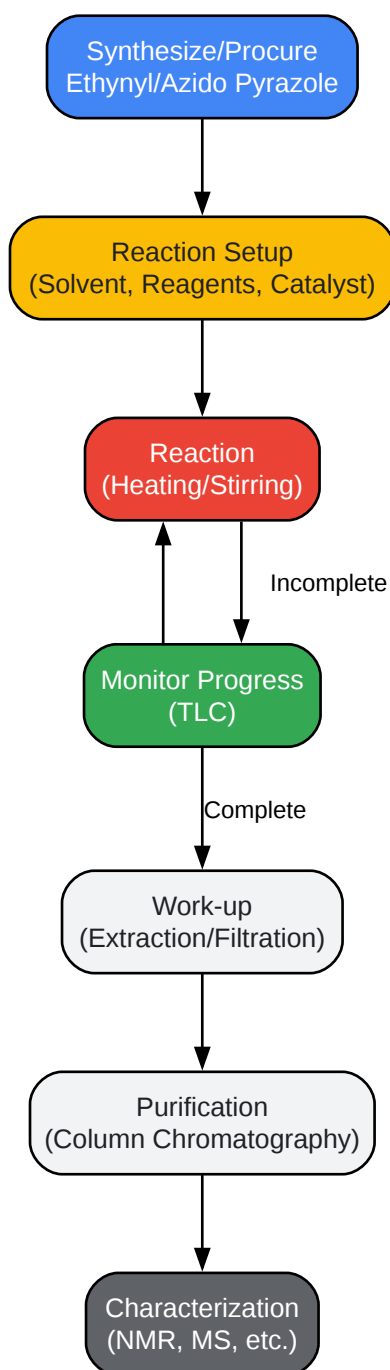 Synthesize/Procure
Ethynyl/Azido Pyrazole
Reaction Setup
(Solvent, Reagents, Catalyst)
Reaction
(Heating/Stirring)
Incomplete
Monitor Progress
(TLC)
Complete
Work-up
(Extraction/Filtration)
Purification
(Column Chromatography)
Characterization
(NMR, MS, etc.)